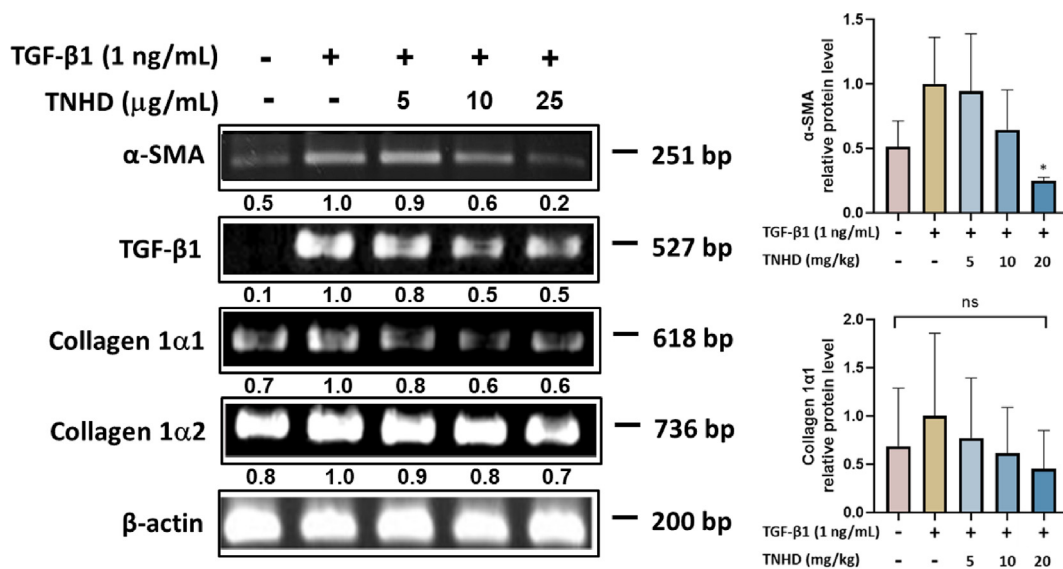 TGF-β1 (1 ng/mL) - + + + +
TNHD (μg/mL) - - 5 10 25
α-SMA 251 bp
0.5 1.0 0.9 0.6 0.2
TGF-β1 527 bp
0.1 1.0 0.8 0.5 0.5
Collagen 1α1 618 bp
0.7 1.0 0.8 0.6 0.6
Collagen 1α2 736 bp
0.8 1.0 0.9 0.8 0.7
β-actin 200 bp
α-SMA
relative protein level
1.5
1.0
0.5
0.0
*
TGF-β1 (1 ng/mL) - + + + +
TNHD (mg/kg) - - 5 10 20
Collagen 1α1
relative protein level
ns
2.0
1.5
1.0
0.5
0.0
TGF-β1 (1 ng/mL) - + + + +
TNHD (mg/kg) - - 5 10 20